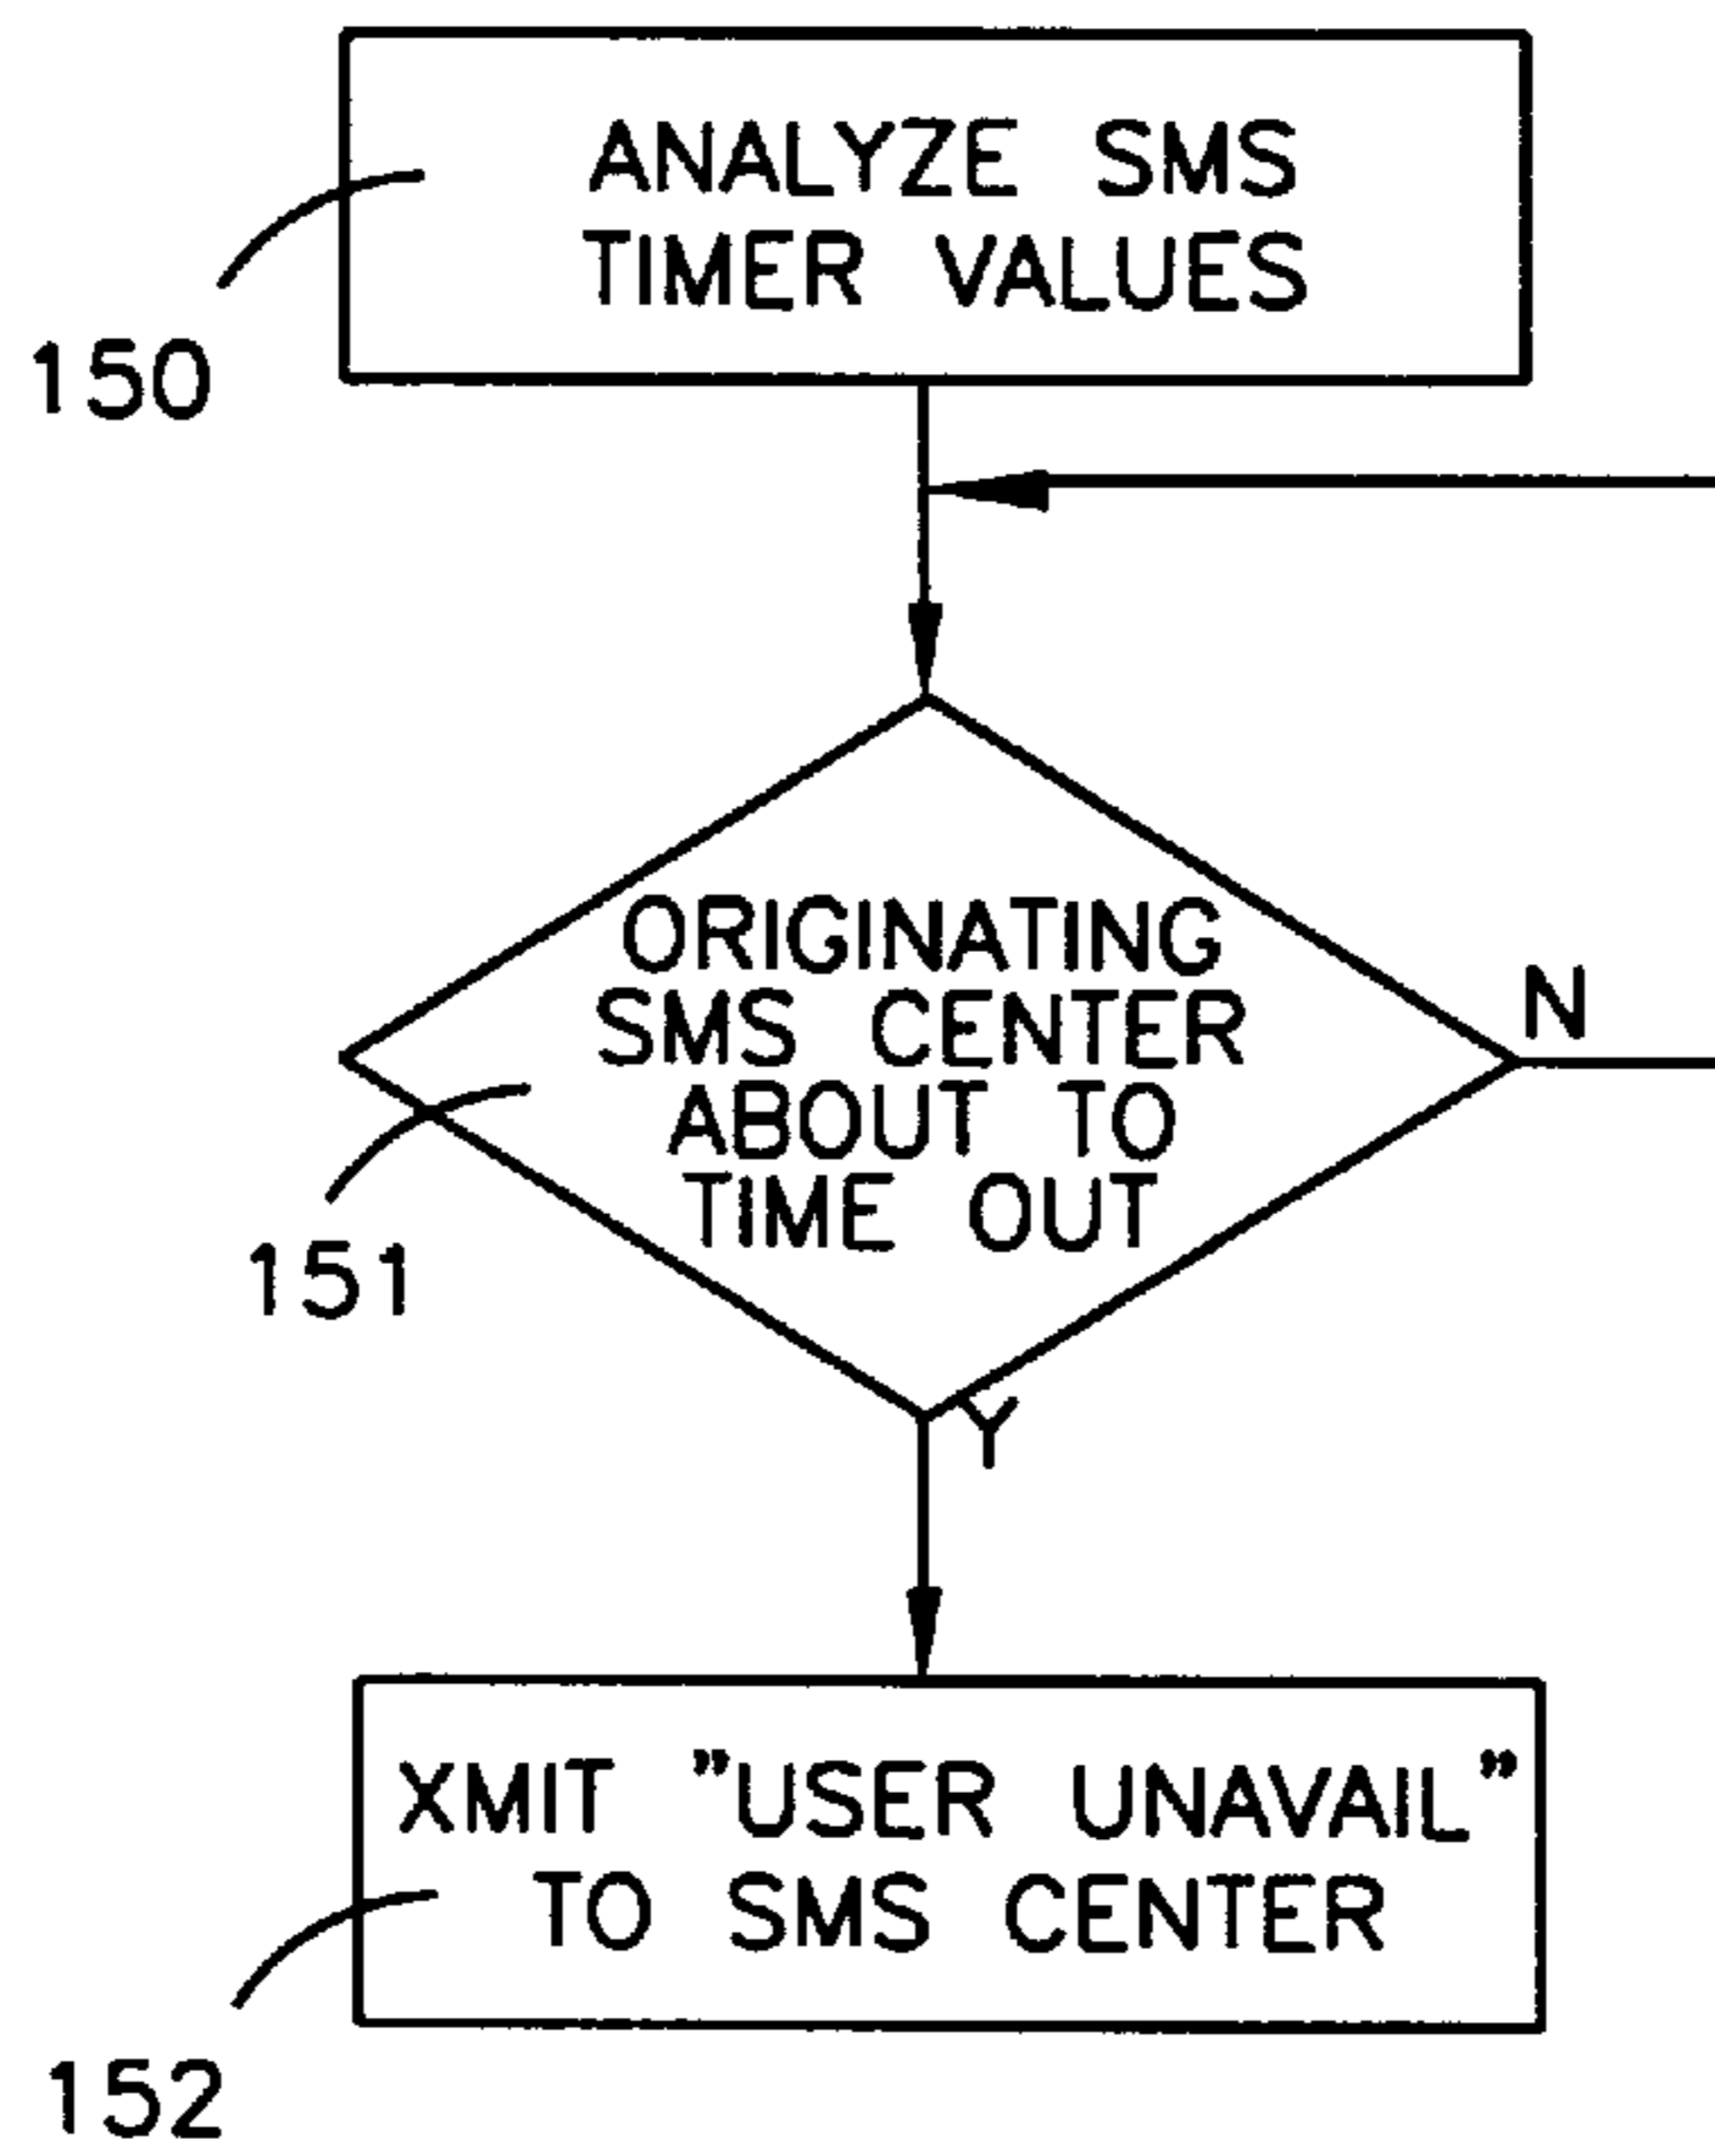 ANALYZE SMS
TIMER VALUES
150
ORIGINATING
SMS CENTER
ABOUT TO
TIME OUT
N
151
Y
XMIT "USER UNAVAIL"
TO SMS CENTER
152